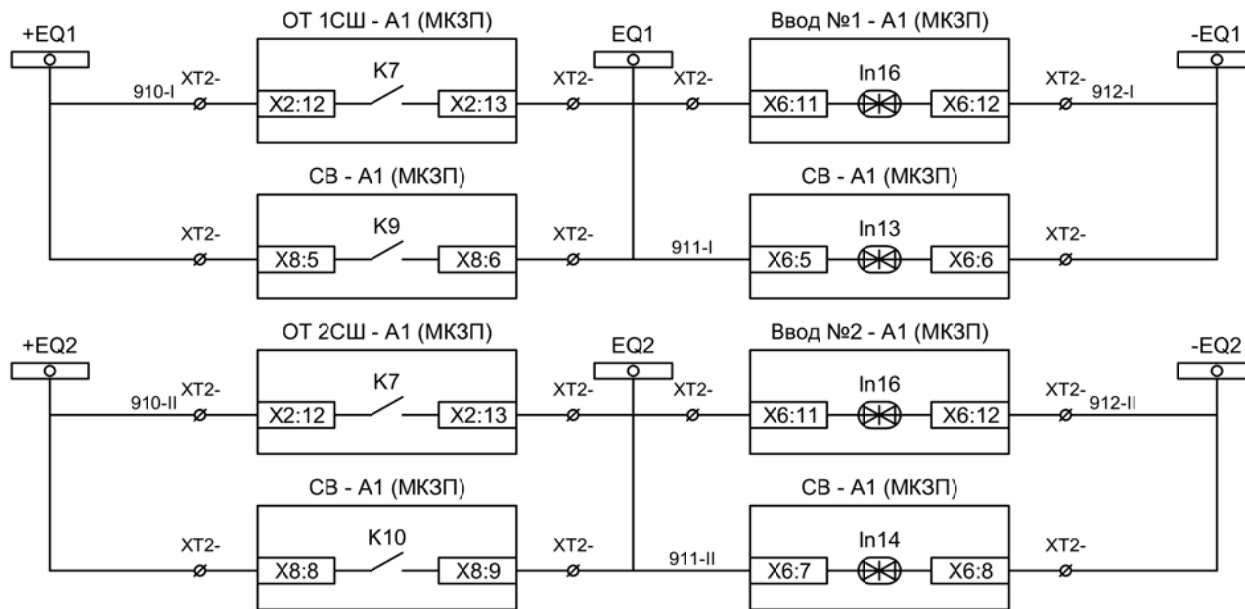 +EQ1
ОТ 1СШ - А1 (МКЗП)
EQ1
Ввод №1 - А1 (МКЗП)
-EQ1
910-I
XT2-
X2:12
K7
X2:13
XT2-
XT2-
X6:11
In16
X6:12
XT2-
912-I
СВ - А1 (МКЗП)
СВ - А1 (МКЗП)
XT2-
X8:5
K9
X8:6
XT2-
911-I
X6:5
In13
X6:6
XT2-
+EQ2
ОТ 2СШ - А1 (МКЗП)
EQ2
Ввод №2 - А1 (МКЗП)
-EQ2
910-II
XT2-
X2:12
K7
X2:13
XT2-
XT2-
X6:11
In16
X6:12
XT2-
912-II
СВ - А1 (МКЗП)
СВ - А1 (МКЗП)
XT2-
X8:8
K10
X8:9
XT2-
911-II
X6:7
In14
X6:8
XT2-